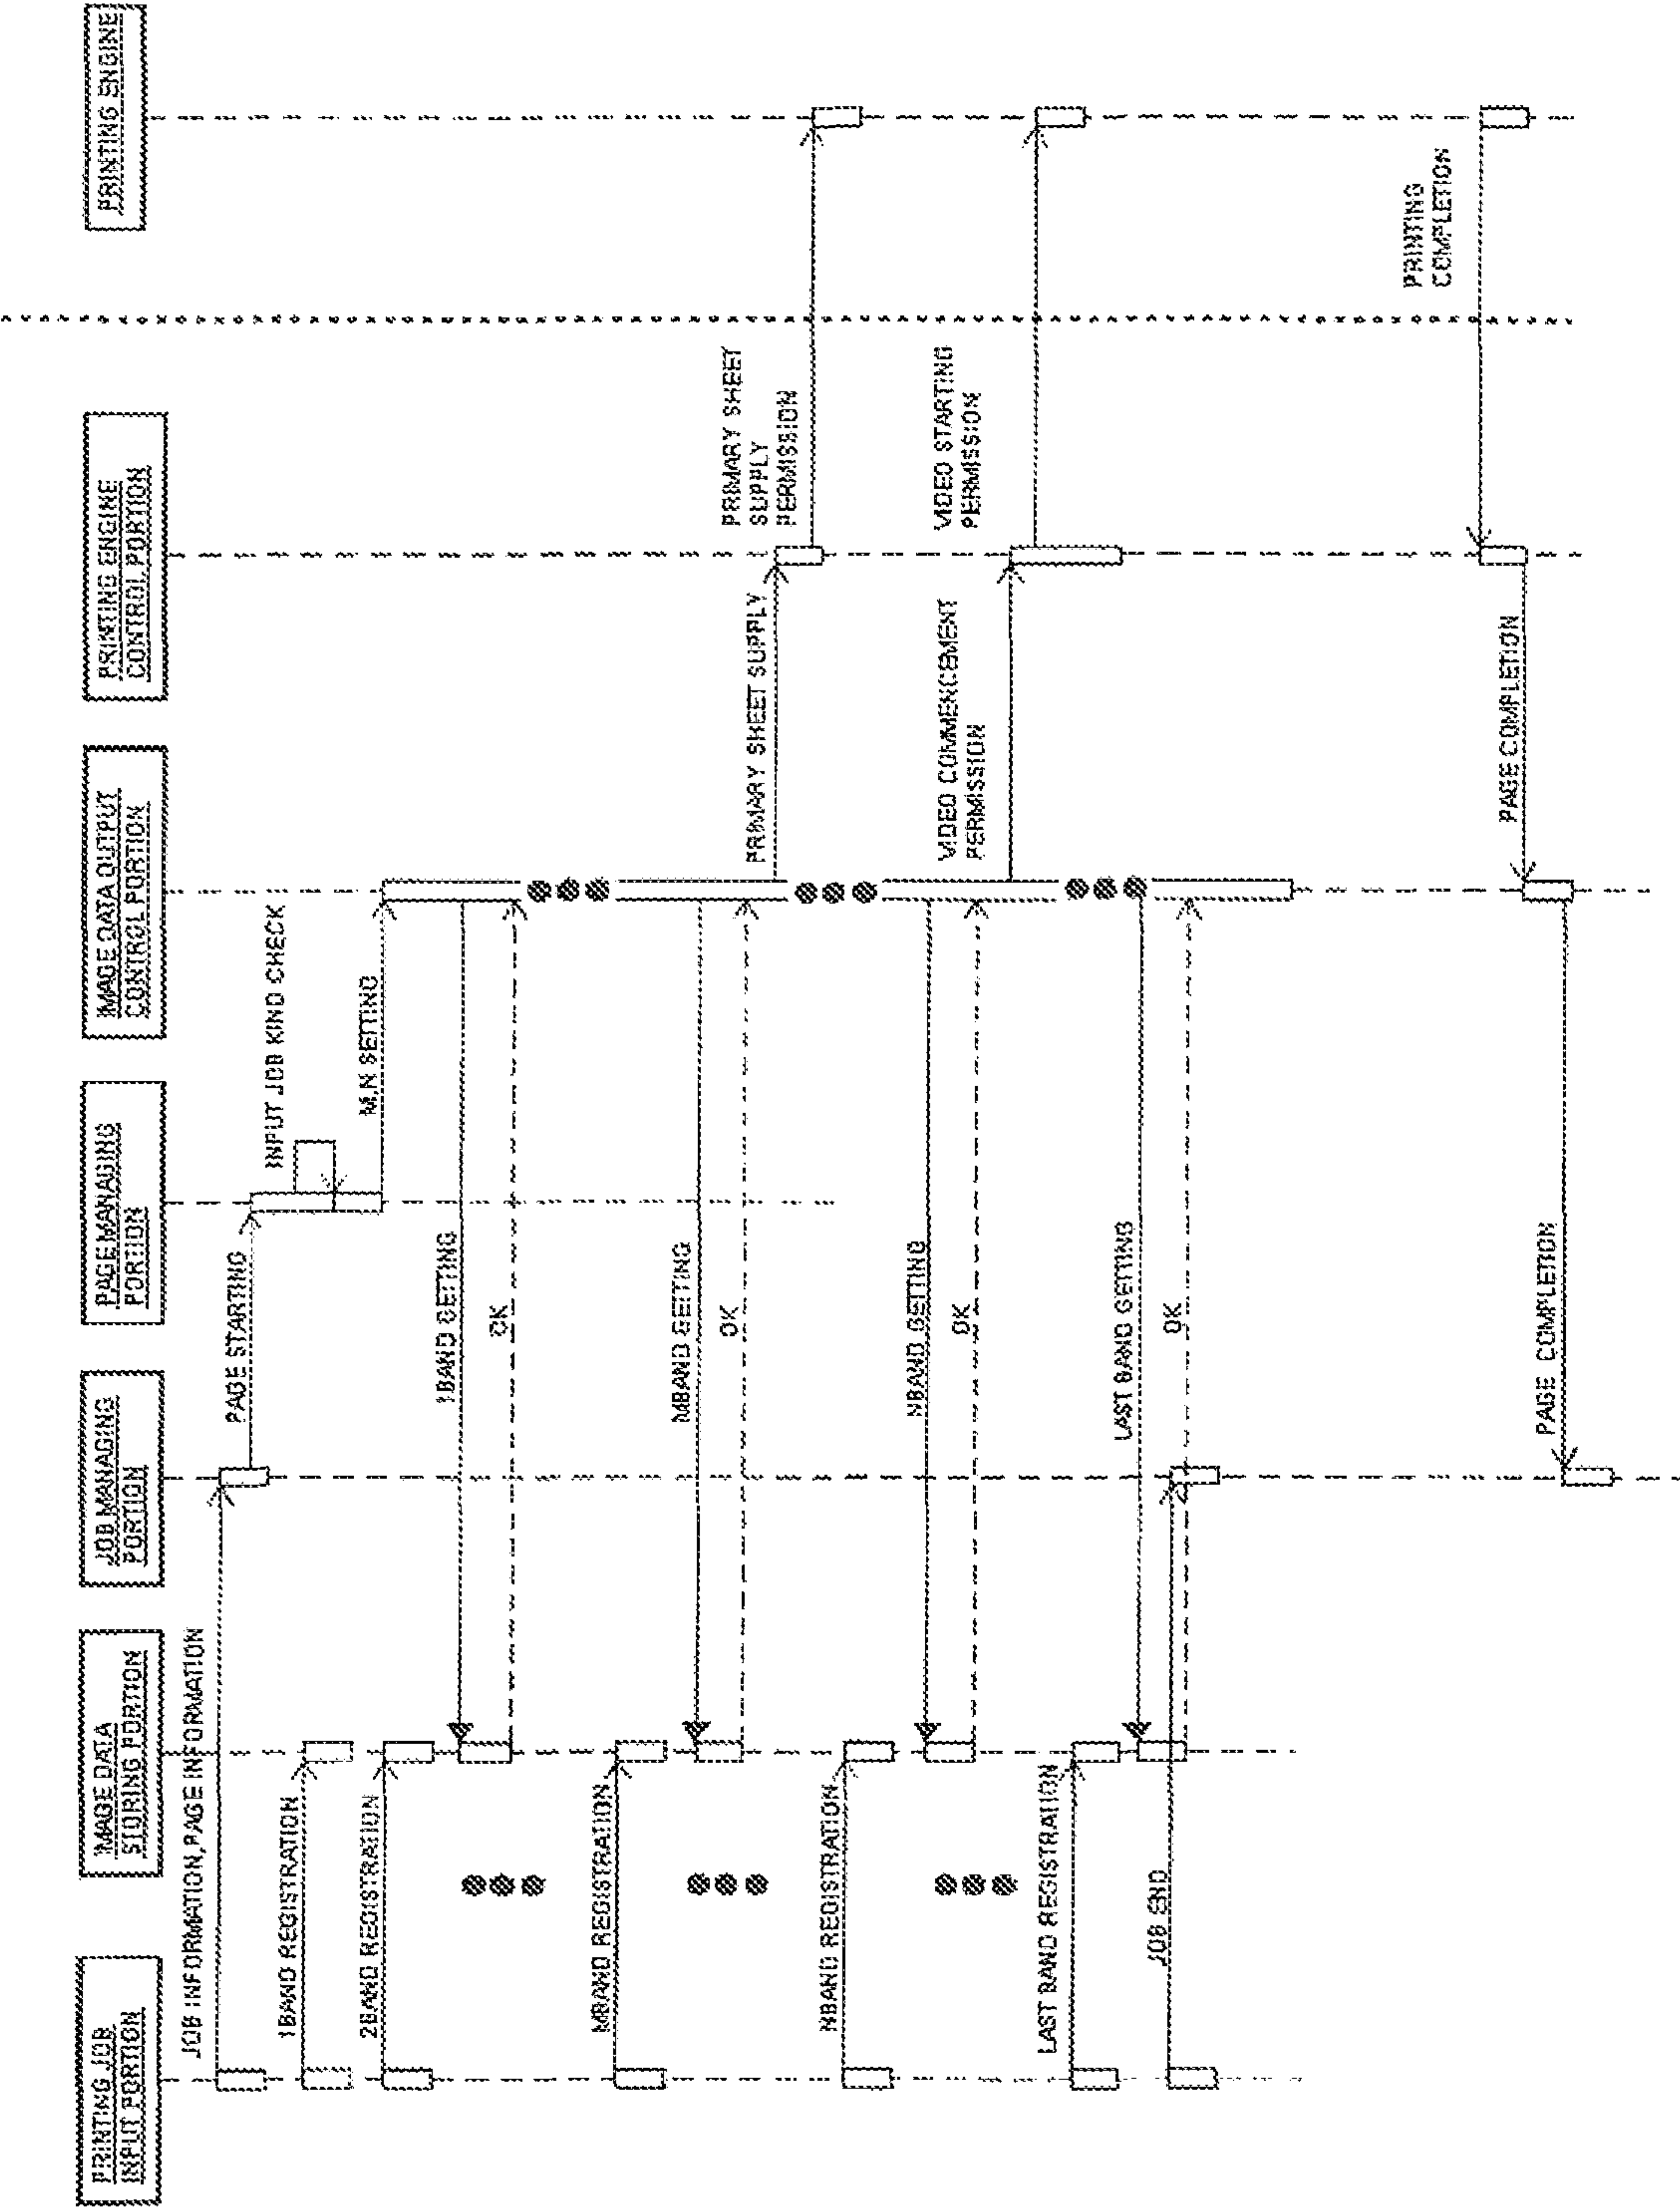 PRINTING JOB
INPUT PORTION
IMAGE DATA
STORING PORTION
JOB MANAGING
PORTION
PAGE MANAGING
PORTION
IMAGE DATA OUTPUT
CONTROL PORTION
PRINTING ENGINE
CONTROL PORTION
PRINTING ENGINE
JOB INFORMATION,PAGE INFORMATION
PAGE STARTING
INPUT JOB KIND CHECK
1BAND REGISTRATION
M,N SETTING
2BAND REGISTRATION
1BAND GETTING
OK
MBAND REGISTRATION
MBAND GETTING
OK
PRIMARY SHEET SUPPLY
PRIMARY SHEET
SUPPLY
PERMISSION
NBAND REGISTRATION
NBAND GETTING
OK
VIDEO COMMENCEMENT
PERMISSION
VIDEO STARTING
PERMISSION
LAST BAND REGISTRATION
LAST BAND GETTING
JOB END
OK
PRINTING
COMPLETION
PAGE COMPLETION
PAGE COMPLETION